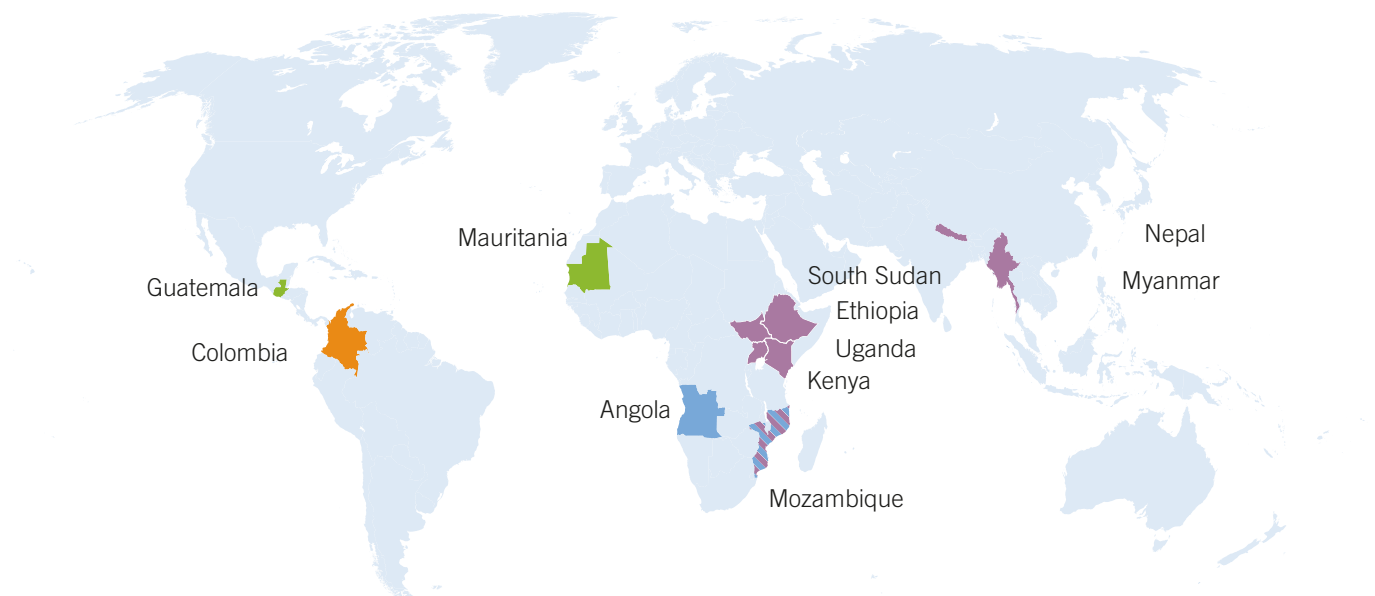 Mauritania
Nepal
South Sudan
Myanmar
Guatemala
Ethiopia
Colombia
Uganda
Kenya
Angola
Mozambique